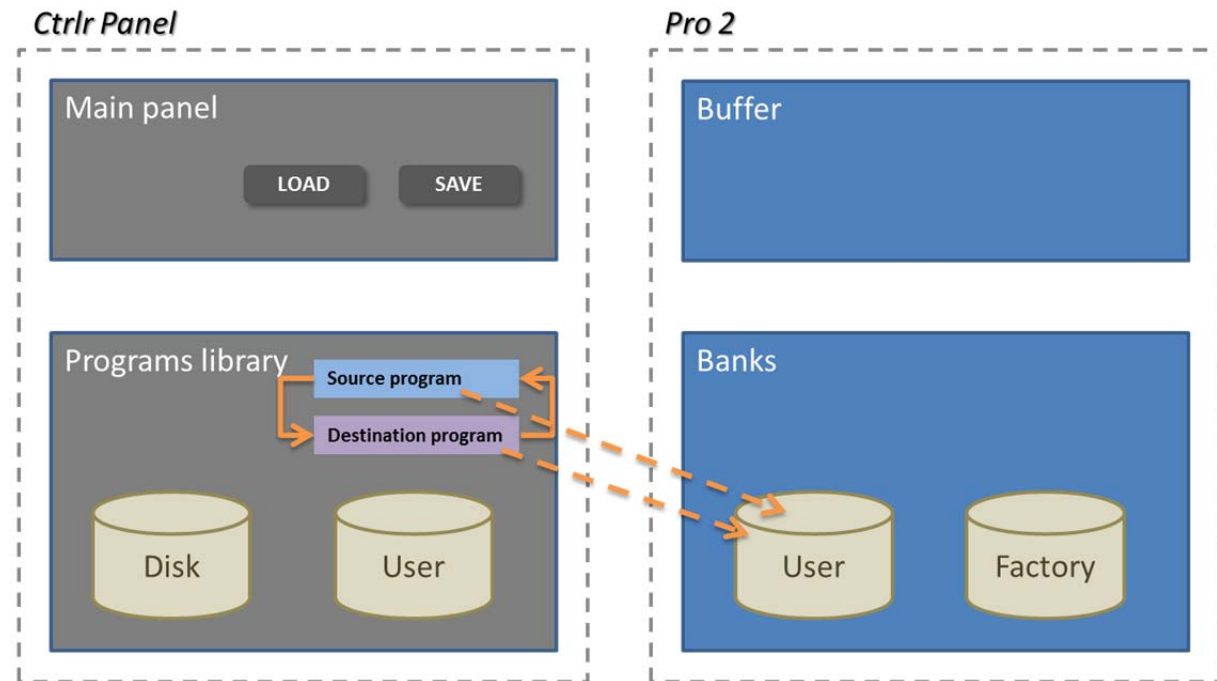 Ctrlr Panel
Pro 2
Main panel
LOAD
SAVE
Buffer
Programs library
Source program
Destination program
Disk
User
Banks
User
Factory